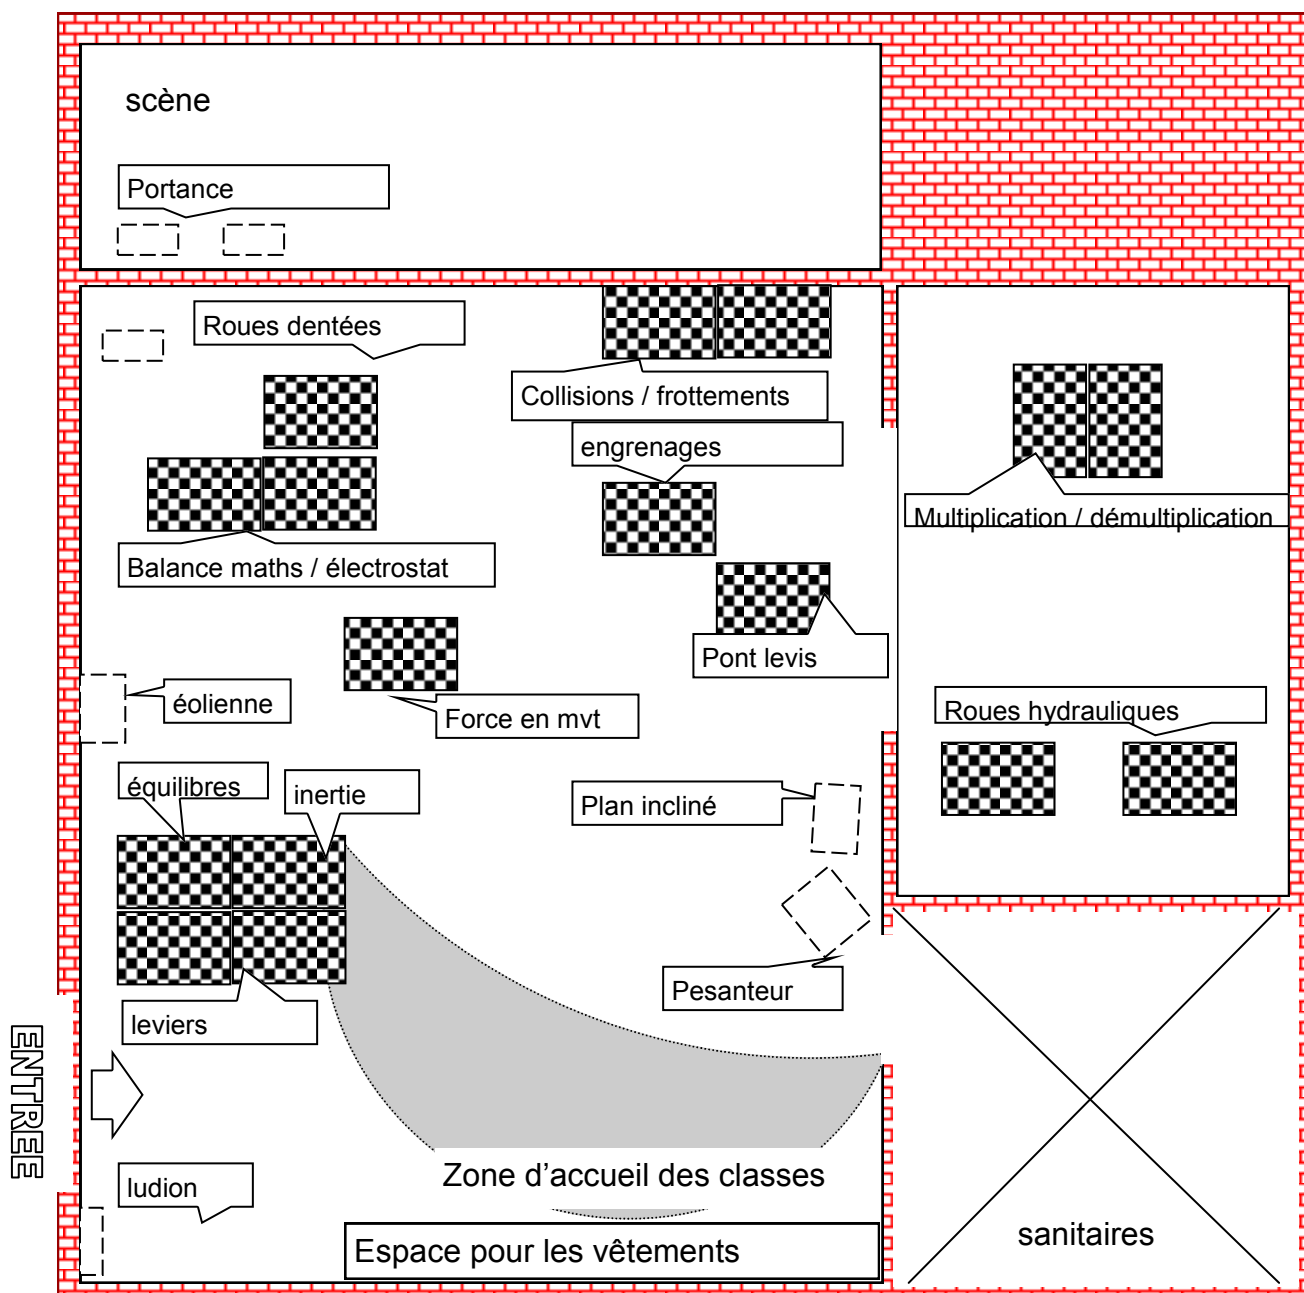 scène
Portance
Roues dentées
Collisions / frottements
engrenages
Multiplication / démultiplication
Balance maths / électrostat
Pont levis
éolienne
Force en mvt
Roues hydrauliques
équilibres
inertie
Plan incliné
Pesanteur
leviers
ENTREE
ludion
Zone d’accueil des classes
Espace pour les vêtements
sanitaires